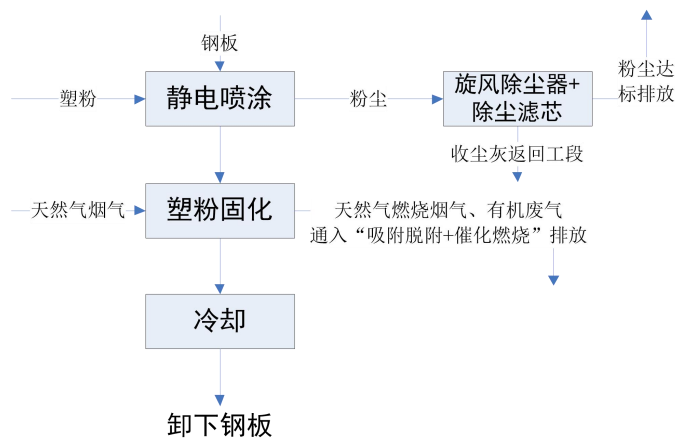 钢板
塑粉
静电喷涂
粉尘
旋风除尘器+
除尘滤芯
粉尘达
标排放
收尘灰返回工段
天然气烟气
塑粉固化
天然气燃烧烟气、有机废气
通入“吸附脱附+催化燃烧”排放
冷却
卸下钢板